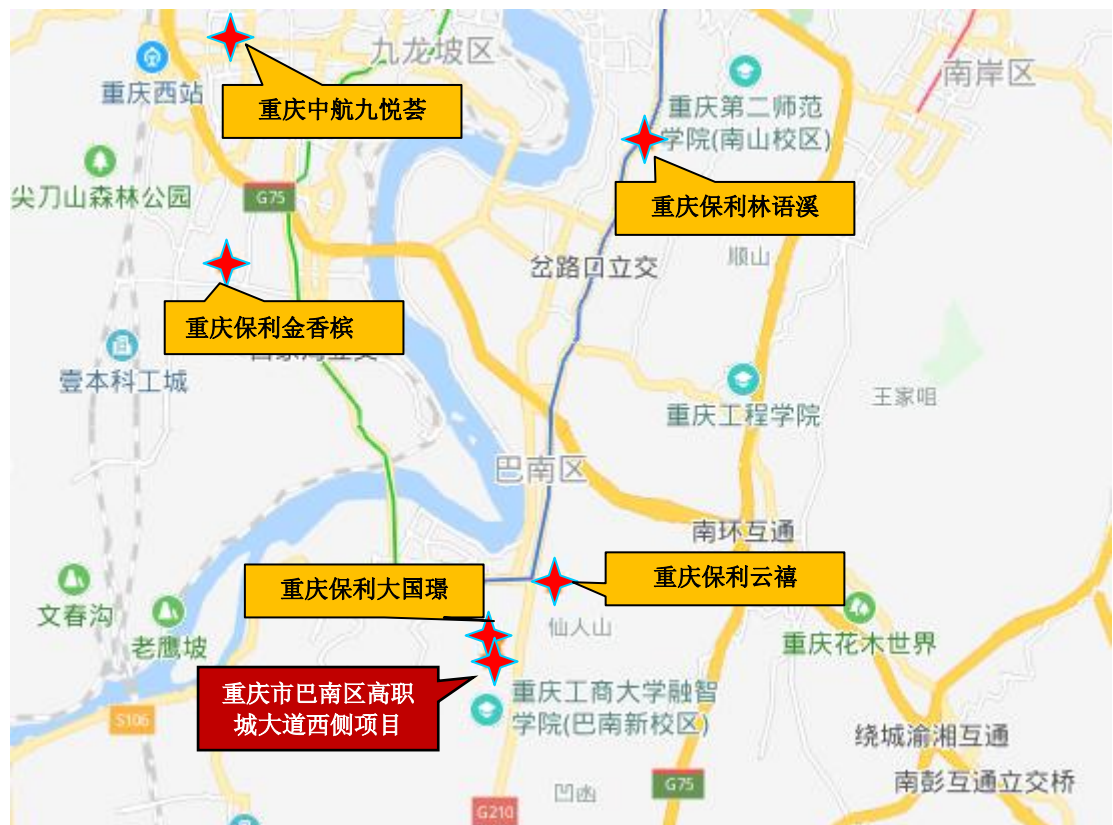 九龙坡区
南岸区
重庆西站
重庆中航九悦荟
重庆第二师范
学院(南山校区)
尖刀山森林公园
G75
重庆保利林语溪
岔路口立交
顺山
重庆保利金香槟
壹本科工城
王家咀
重庆工程学院
巴南区
南环互通
重庆保利大国璟
重庆保利云禧
文春沟
老鹰坡
仙人山
重庆花木世界
重庆市巴南区高职
城大道西侧项目
重庆工商大学融智
学院(巴南新校区)
S106
绕城渝湘互通
南彭互通立交桥
凹凼
G75
G210